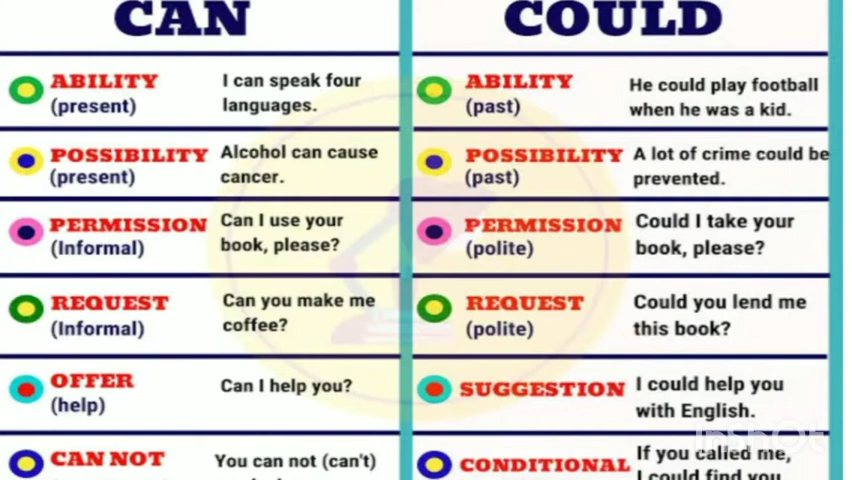 CAN
COULD
ABILITY
(present)
I can speak four
languages.
ABILITY
(past)
He could play football
when he was a kid.
POSSIBILITY
(present)
Alcohol can cause
cancer.
POSSIBILITY
(past)
A lot of crime could be
prevented.
PERMISSION
(Informal)
Can I use your
book, please?
PERMISSION
(polite)
Could I take your
book, please?
REQUEST
(Informal)
Can you make me
coffee?
REQUEST
(polite)
Could you lend me
this book?
OFFER
(help)
Can I help you?
SUGGESTION
I could help you
with English.
CAN NOT
You can not (can't)
CONDITIONAL
If you called me,
I could find you
InShOt